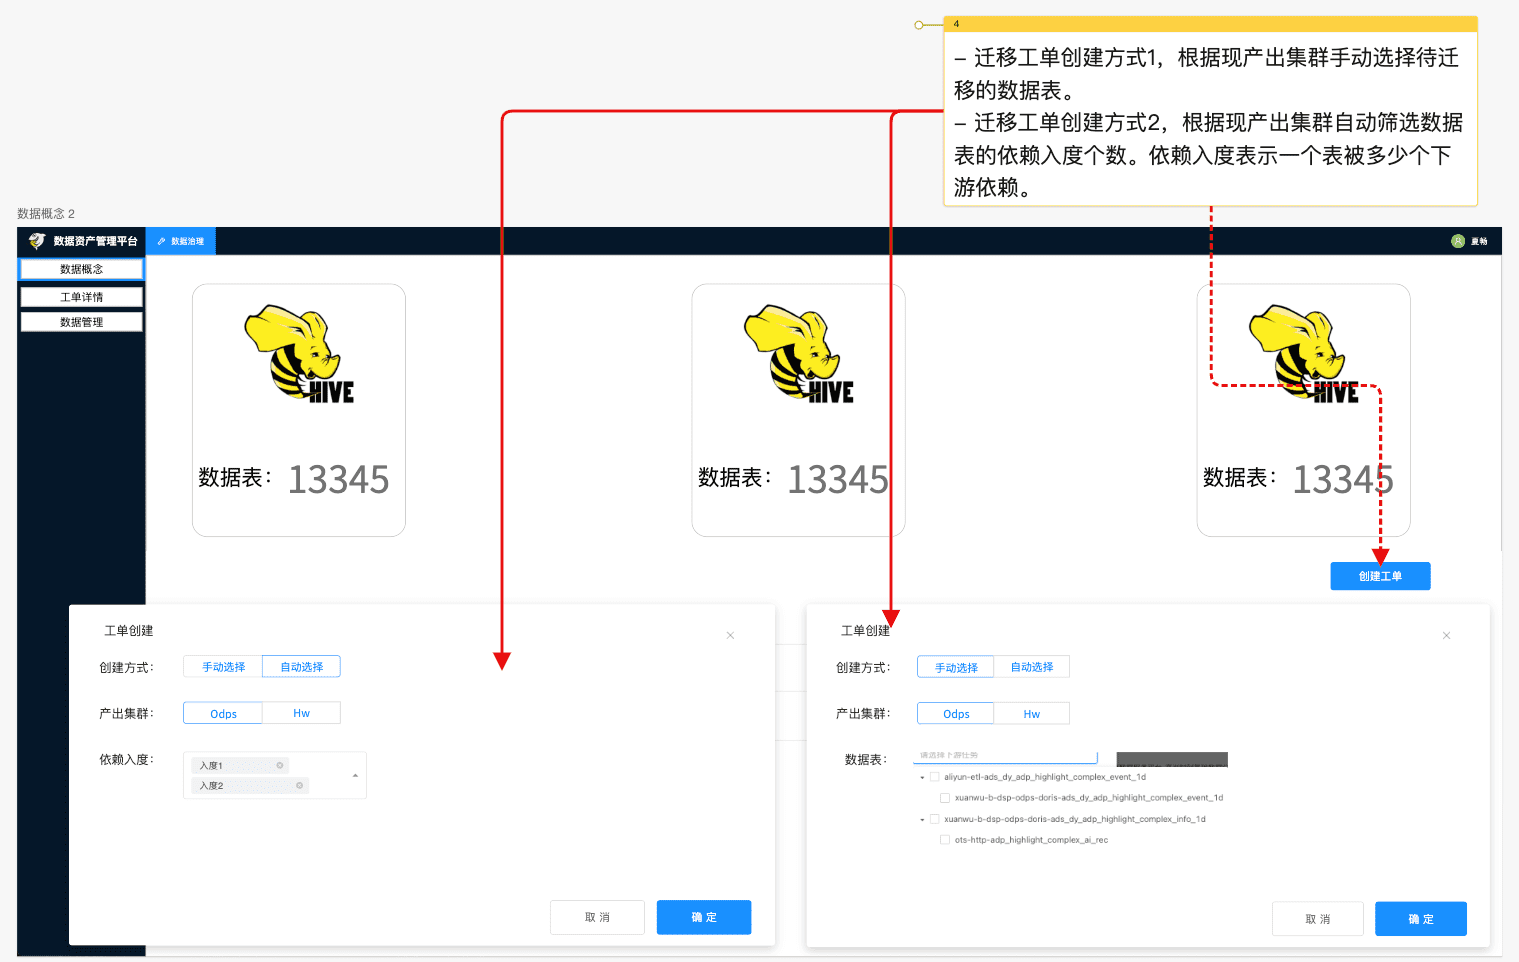 4
- 迁移工单创建方式1，根据现产出集群手动选择待迁
移的数据表。
- 迁移工单创建方式2，根据现产出集群自动筛选数据
表的依赖入度个数。依赖入度表示一个表被多少个下
游依赖。
数据概念 2
数据资产管理平台
数据治理
夏畅
数据概念
工单详情
数据管理
HIVE
数据表： 13345
HIVE
数据表： 13345
HIVE
数据表： 13345
创建工单
工单创建
创建方式：
手动选择
自动选择
产出集群：
Odps
Hw
依赖入度：
入度1
入度2
取 消
确 定
工单创建
创建方式：
手动选择
自动选择
产出集群：
Odps
Hw
数据表：
请选择下游任务
aliyun-etl-ads_dy_adp_highlight_complex_event_1d
xuanwu-b-dsp-odps-doris-ads_dy_adp_highlight_complex_event_1d
xuanwu-b-dsp-odps-doris-ads_dy_adp_highlight_complex_info_1d
ots-http-adp_highlight_complex_ai_rec
取 消
确 定